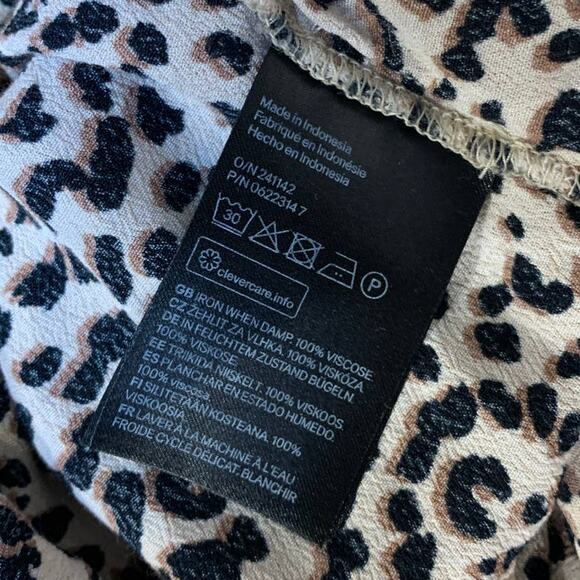 Made in Indonesia
Fabriqué en Indonésie
Hecho en Indonesia
O/N 241142
P/N 06223147
30 P
clevercare.info
GB IRON WHEN DAMP. 100% VISCOSE
CZ ŽEHLIT ZA VLHKA. 100% VISKÓZA
DE IN FEUCHTEM ZUSTAND BÜGELN.
100% VISKOSE
EE TRIIKIDA NIISKELT. 100% VISKOOS
ES PLANCHAR EN ESTADO HÚMEDO.
100% viscosa
FI SILITETÄÄN KOSTEANA. 100%
VISKOOSIA
FR LAVER À LA MACHINE À L'EAU
FROIDE CYCLE DÉLICAT. BLANCHIR